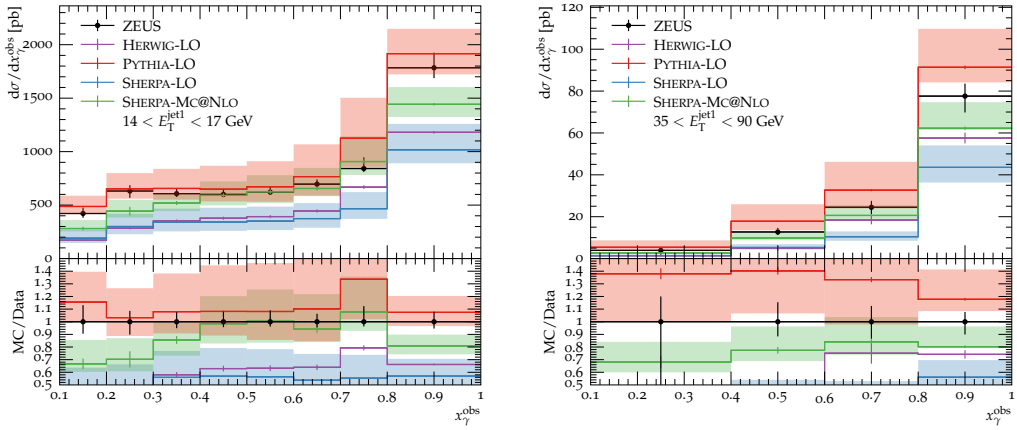 dσ/dx_γ^obs [pb]
2000
1500
1000
500
0
ZEUS
HERWIG-LO
PYTHIA-LO
SHERPA-LO
SHERPA-MC@NLO
14 < E_T^jet1 < 17 GeV
MC/Data
1.4
1.3
1.2
1.1
1
0.9
0.8
0.7
0.6
0.5
0.1 0.2 0.3 0.4 0.5 0.6 0.7 0.8 0.9 1
x_γ^obs
dσ/dx_γ^obs [pb]
120
100
80
60
40
20
0
ZEUS
HERWIG-LO
PYTHIA-LO
SHERPA-LO
SHERPA-MC@NLO
35 < E_T^jet1 < 90 GeV
MC/Data
1.4
1.3
1.2
1.1
1
0.9
0.8
0.7
0.6
0.5
0.1 0.2 0.3 0.4 0.5 0.6 0.7 0.8 0.9 1
x_γ^obs